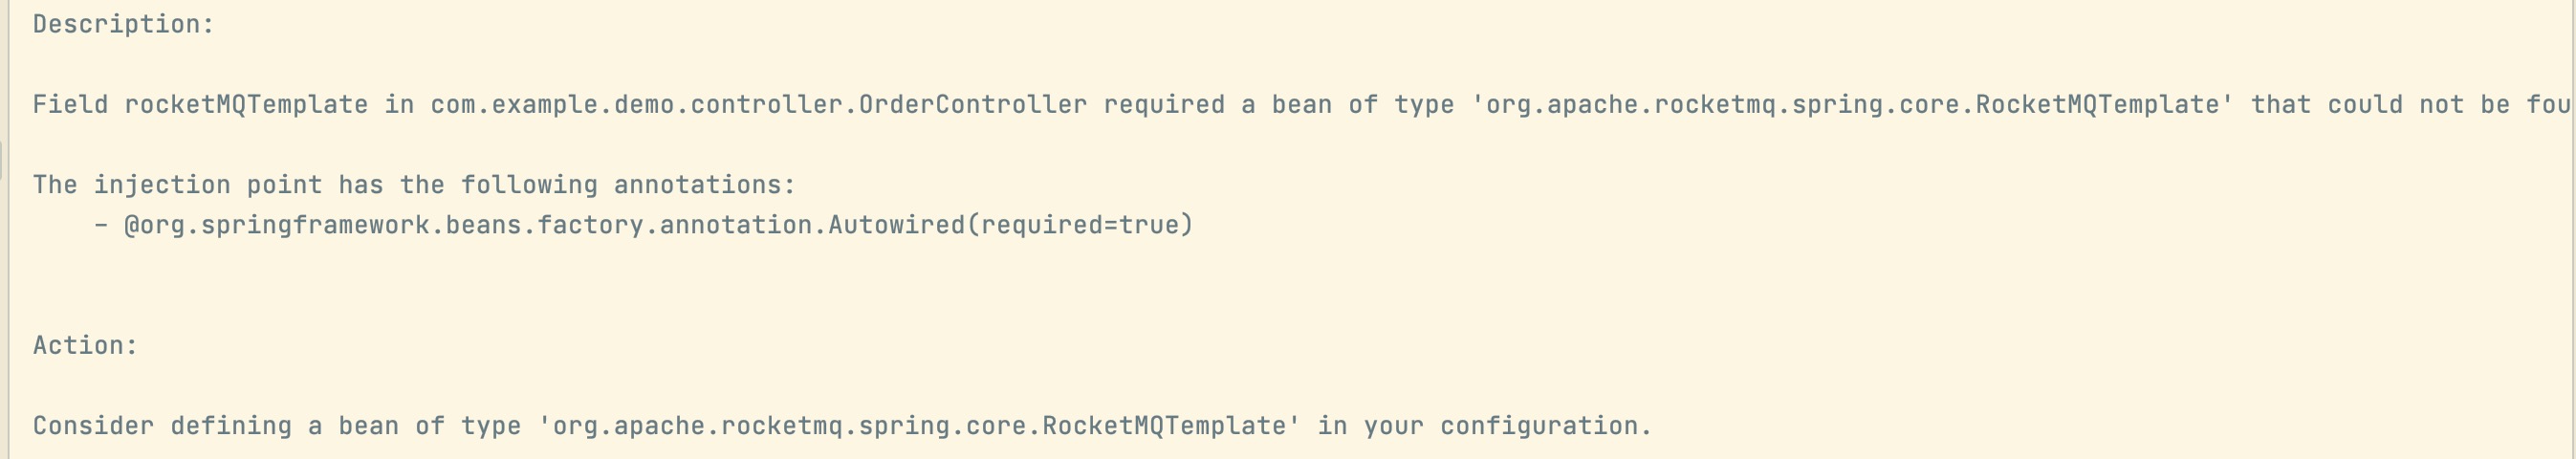 Description:
Field rocketMQTemplate in com.example.demo.controller.OrderController required a bean of type 'org.apache.rocketmq.spring.core.RocketMQTemplate' that could not be fou
The injection point has the following annotations:
- @org.springframework.beans.factory.annotation.Autowired(required=true)
Action:
Consider defining a bean of type 'org.apache.rocketmq.spring.core.RocketMQTemplate' in your configuration.